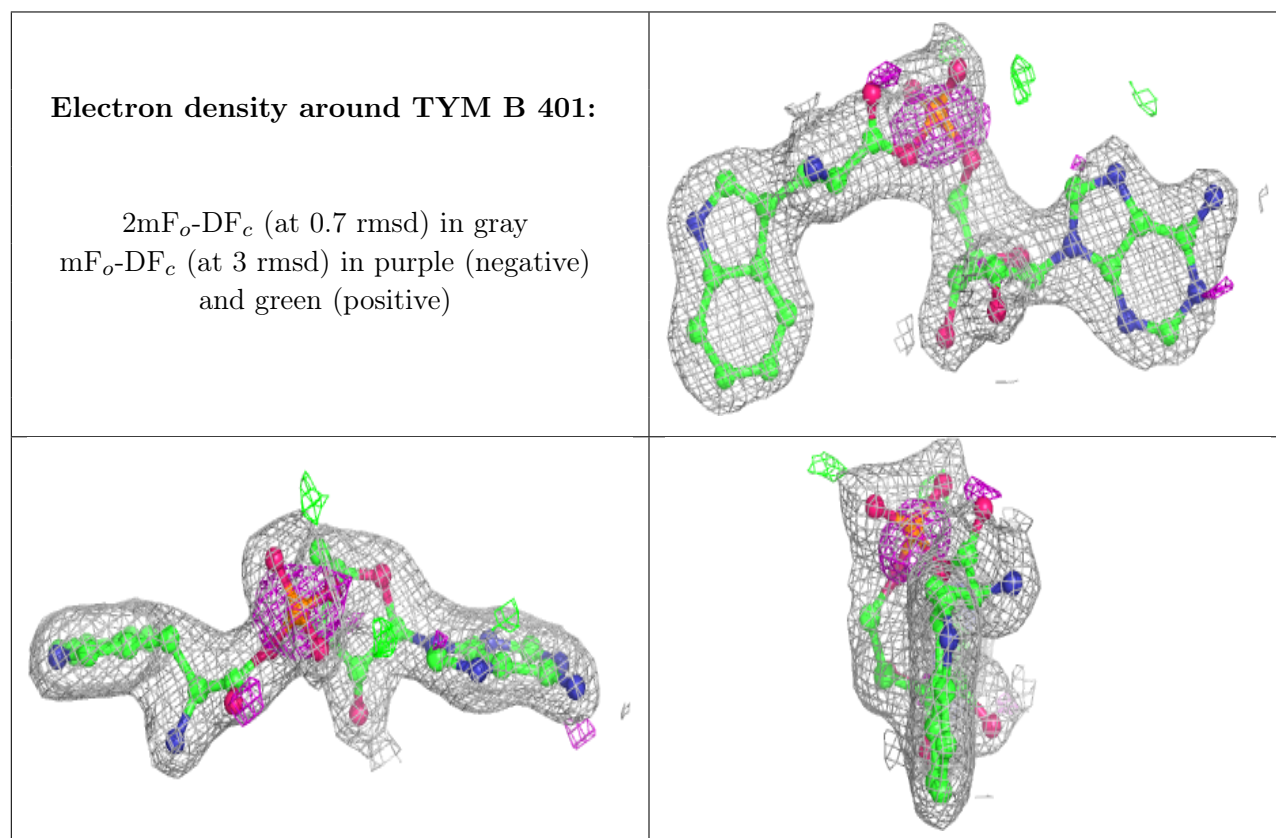 Electron density around TYM B 401:
2mFo-DFc (at 0.7 rmsd) in gray
mFo-DFc (at 3 rmsd) in purple (negative)
and green (positive)